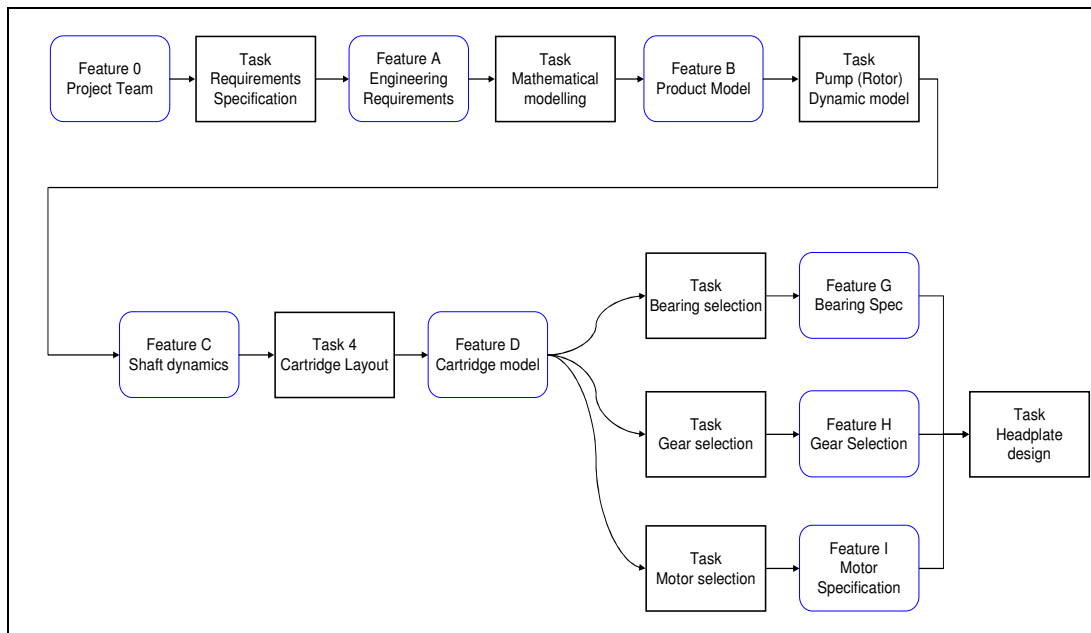 Feature 0
Project Team
Task
Requirements
Specification
Feature A
Engineering
Requirements
Task
Mathematical
modelling
Feature B
Product Model
Task
Pump (Rotor)
Dynamic model
Feature C
Shaft dynamics
Task 4
Cartridge Layout
Feature D
Cartridge model
Task
Bearing selection
Feature G
Bearing Spec
Task
Gear selection
Feature H
Gear Selection
Task
Headplate
design
Task
Motor selection
Feature I
Motor
Specification